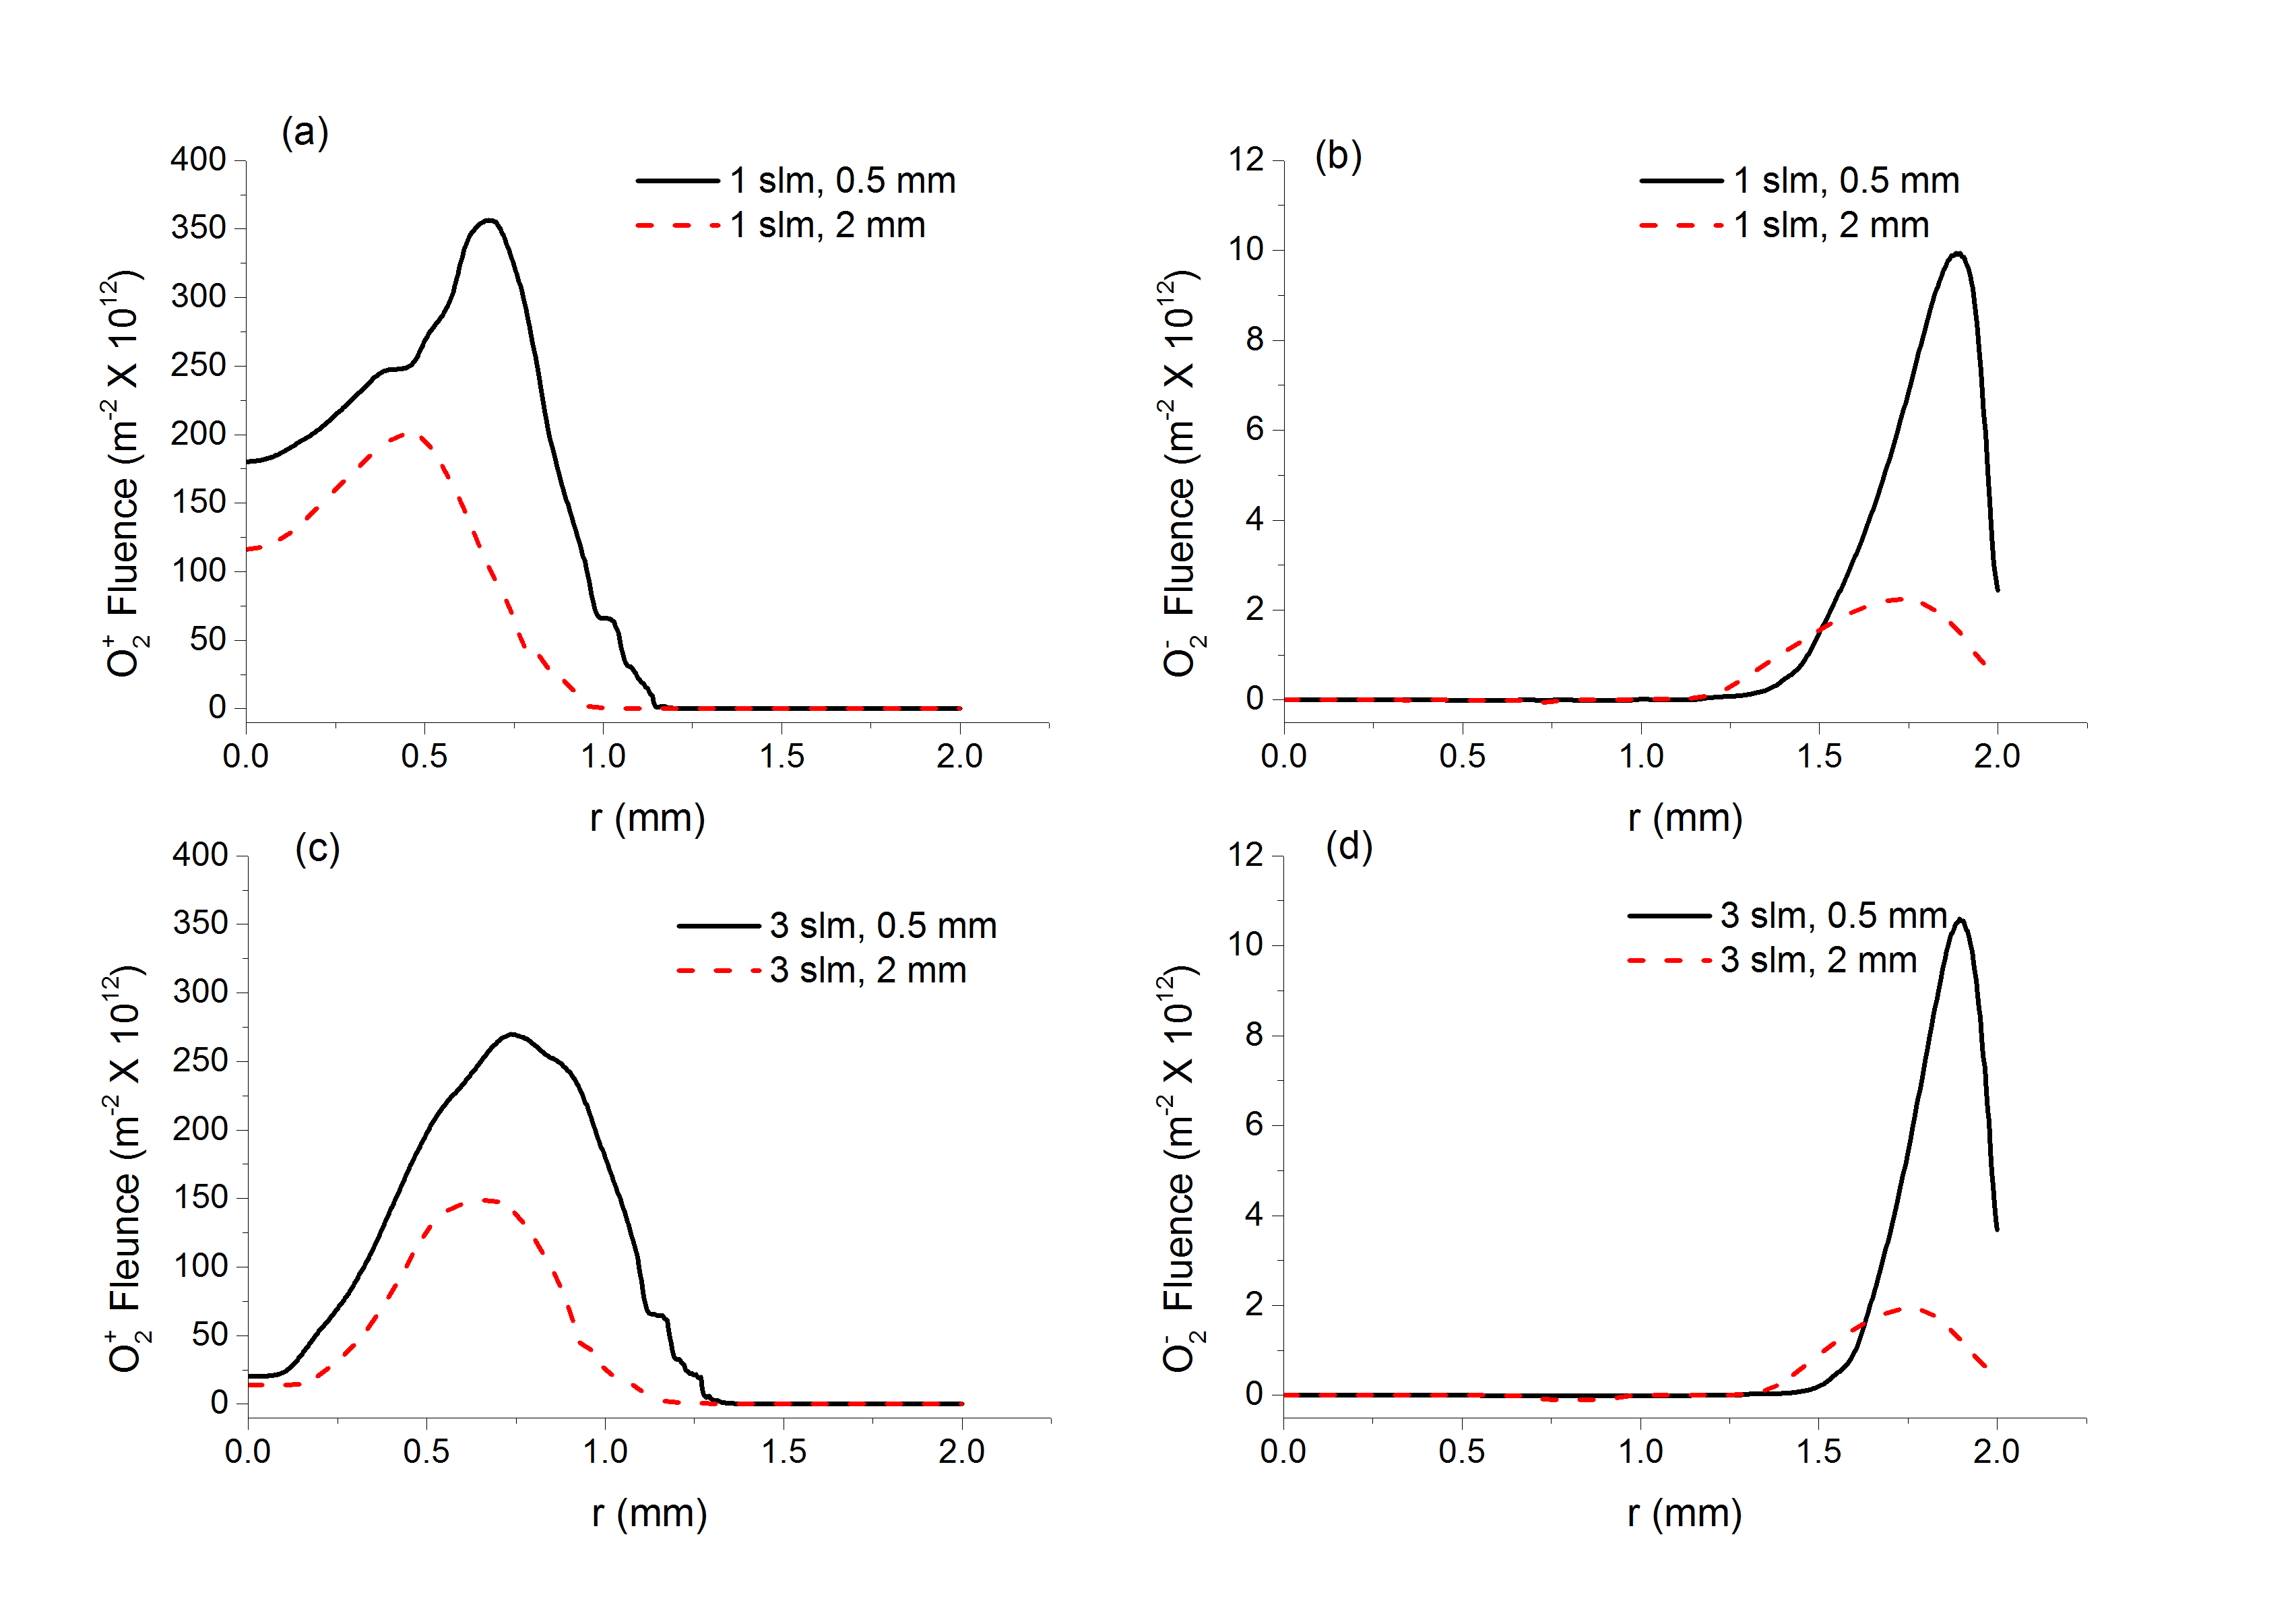 (a)
400
350
300
250
200
150
100
50
0
O₂⁺ Fluence (m⁻² X 10¹²)
1 slm, 0.5 mm
1 slm, 2 mm
0.0 0.5 1.0 1.5 2.0
r (mm)
(b)
12
10
8
6
4
2
0
O₂⁻ Fluence (m⁻² X 10¹²)
1 slm, 0.5 mm
1 slm, 2 mm
0.0 0.5 1.0 1.5 2.0
r (mm)
(c)
400
350
300
250
200
150
100
50
0
O₂⁺ Fleunce (m⁻² X 10¹²)
3 slm, 0.5 mm
3 slm, 2 mm
0.0 0.5 1.0 1.5 2.0
r (mm)
(d)
12
10
8
6
4
2
0
O₂⁻ Fluence (m⁻² X 10¹²)
3 slm, 0.5 mm
3 slm, 2 mm
0.0 0.5 1.0 1.5 2.0
r (mm)